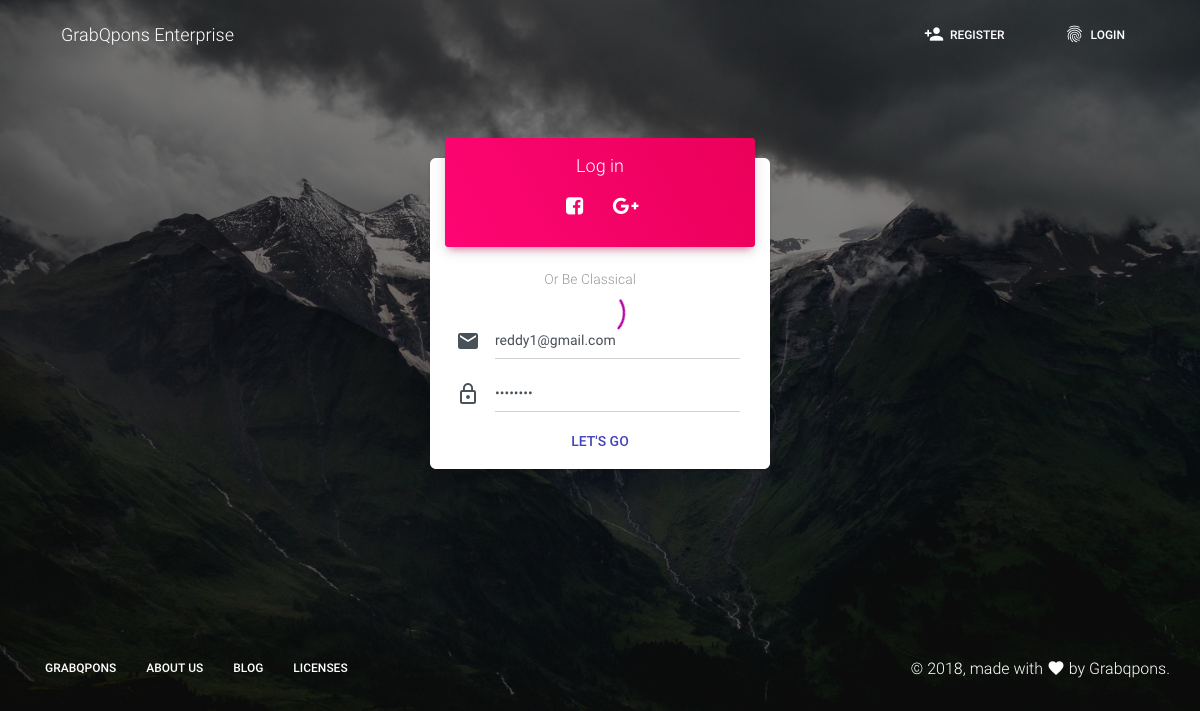 GrabQpons Enterprise
REGISTER
LOGIN
Log in
G+
Or Be Classical
reddy1@gmail.com
••••••••
LET'S GO
GRABQPONS ABOUT US BLOG LICENSES
© 2018, made with ♥ by Grabqpons.